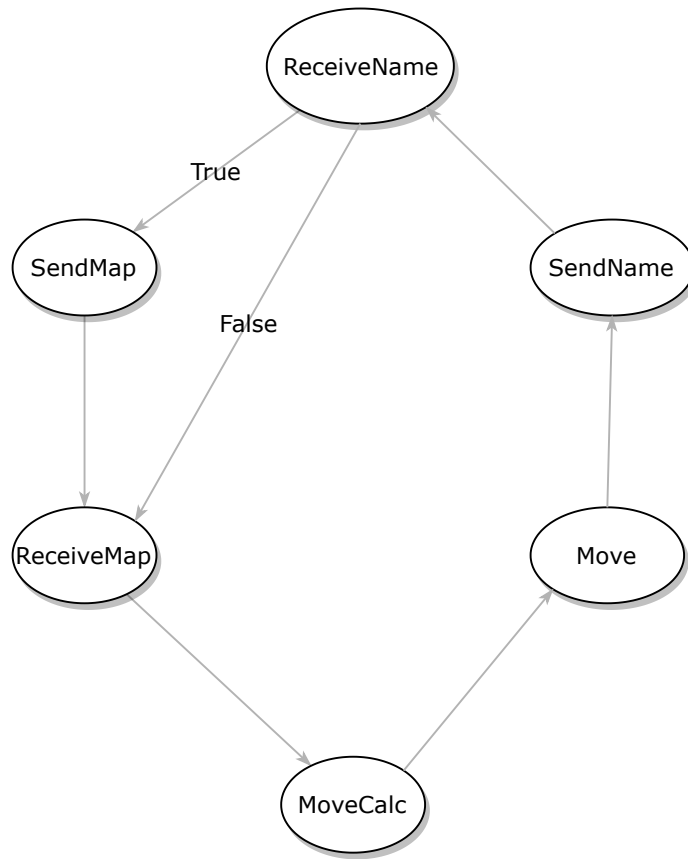 ReceiveName
True
SendMap
SendName
False
ReceiveMap
Move
MoveCalc